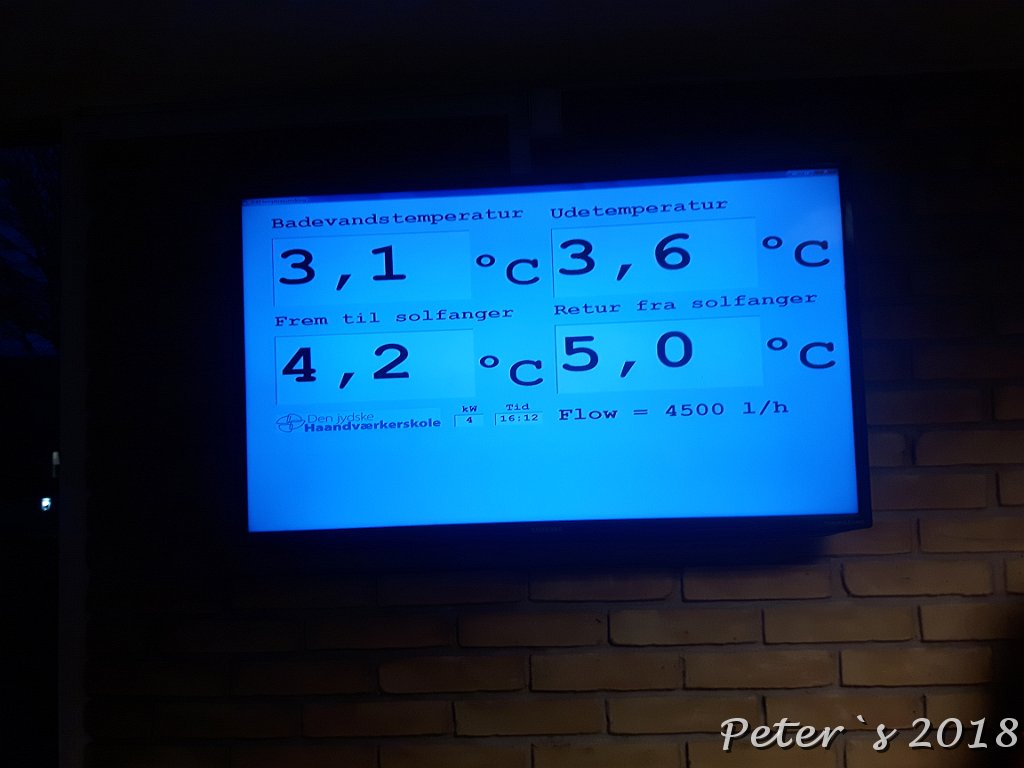 Badevandstemperatur
3,1 °C
Udetemperatur
3,6 °C
Frem til solfanger
4,2 °C
Retur fra solfanger
5,0 °C
Den jydske
Haandværkerskole
kW
4
Tid
16:12
Flow = 4500 l/h
Peter`s 2018